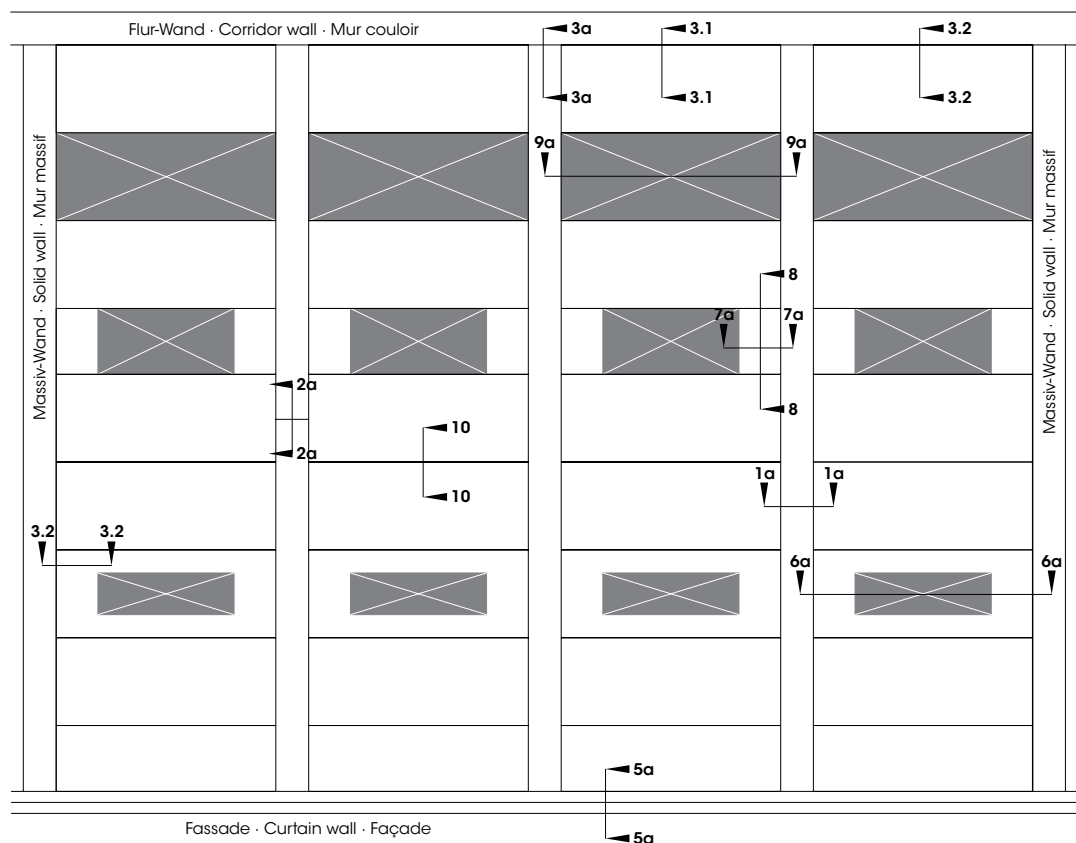 Flur-Wand · Corridor wall · Mur couloir
3a
3.1
3.2
3a
3.1
3.2
Massiv-Wand · Solid wall · Mur massif
Massiv-Wand · Solid wall · Mur massif
9a
9a
8
7a
7a
2a
8
10
2a
1a
1a
10
3.2
3.2
6a
6a
5a
Fassade · Curtain wall · Façade
5a